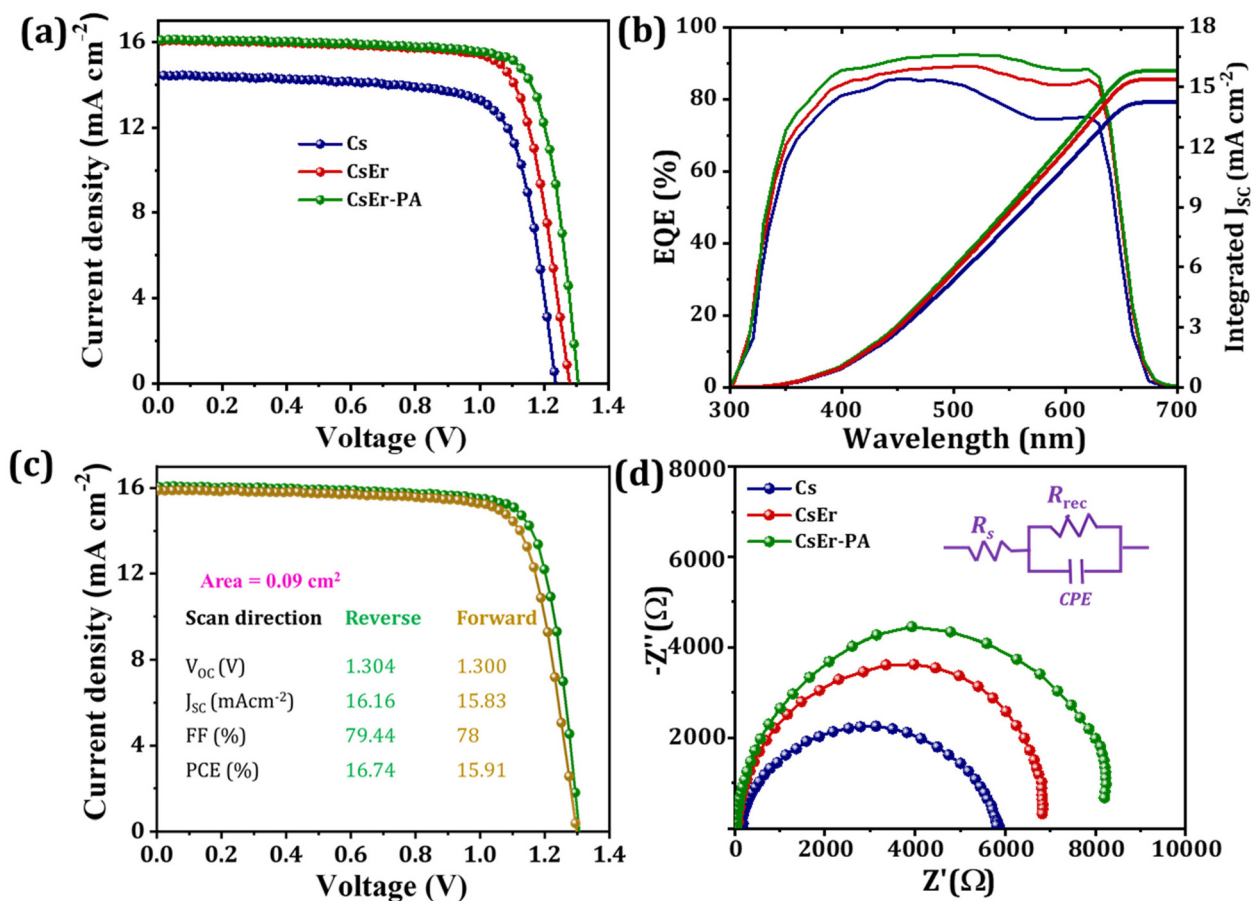 (a)
Current density (mA cm⁻²)
16
12
8
4
0
Cs
CsEr
CsEr-PA
0.0 0.2 0.4 0.6 0.8 1.0 1.2 1.4
Voltage (V)
(b)
EQE (%)
100
80
60
40
20
0
18
15
12
9
6
3
0
Integrated J_SC (mA cm⁻²)
300 400 500 600 700
Wavelength (nm)
(c)
Current density (mA cm⁻²)
20
16
12
8
4
0
Area = 0.09 cm²
Scan direction Reverse Forward
V_OC (V) 1.304 1.300
J_SC (mAcm⁻²) 16.16 15.83
FF (%) 79.44 78
PCE (%) 16.74 15.91
0.0 0.2 0.4 0.6 0.8 1.0 1.2 1.4
Voltage (V)
(d)
-Z''(Ω)
8000
6000
4000
2000
0
Cs
CsEr
CsEr-PA
R_s
R_rec
CPE
0 2000 4000 6000 8000 10000
Z'(Ω)